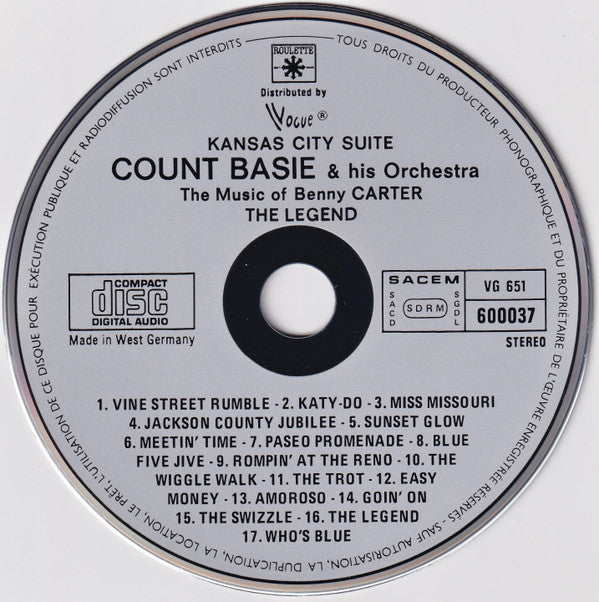 TOUS DROITS DU PRODUCTEUR PHONOGRAPHIQUE ET DU PROPRIÉTAIRE DE L'ŒUVRE ENREGISTRÉE RÉSERVÉS - SAUF AUTORISATION, LA DUPLICATION, LA LOCATION, LE PRÊT, L'UTILISATION DE CE DISQUE POUR EXÉCUTION PUBLIQUE ET RADIODIFFUSION SONT INTERDITS
ROULETTE
Distributed by
Vogue ®
KANSAS CITY SUITE
COUNT BASIE & his Orchestra
The Music of Benny CARTER
THE LEGEND
COMPACT
disc
DIGITAL AUDIO
Made in West Germany
SACEM
SACD
SDRM
SGDL
VG 651
600037
STEREO
1. VINE STREET RUMBLE - 2. KATY-DO - 3. MISS MISSOURI
4. JACKSON COUNTY JUBILEE - 5. SUNSET GLOW
6. MEETIN' TIME - 7. PASEO PROMENADE - 8. BLUE
FIVE JIVE - 9. ROMPIN' AT THE RENO - 10. THE
WIGGLE WALK - 11. THE TROT - 12. EASY
MONEY - 13. AMOROSO - 14. GOIN' ON
15. THE SWIZZLE - 16. THE LEGEND
17. WHO'S BLUE